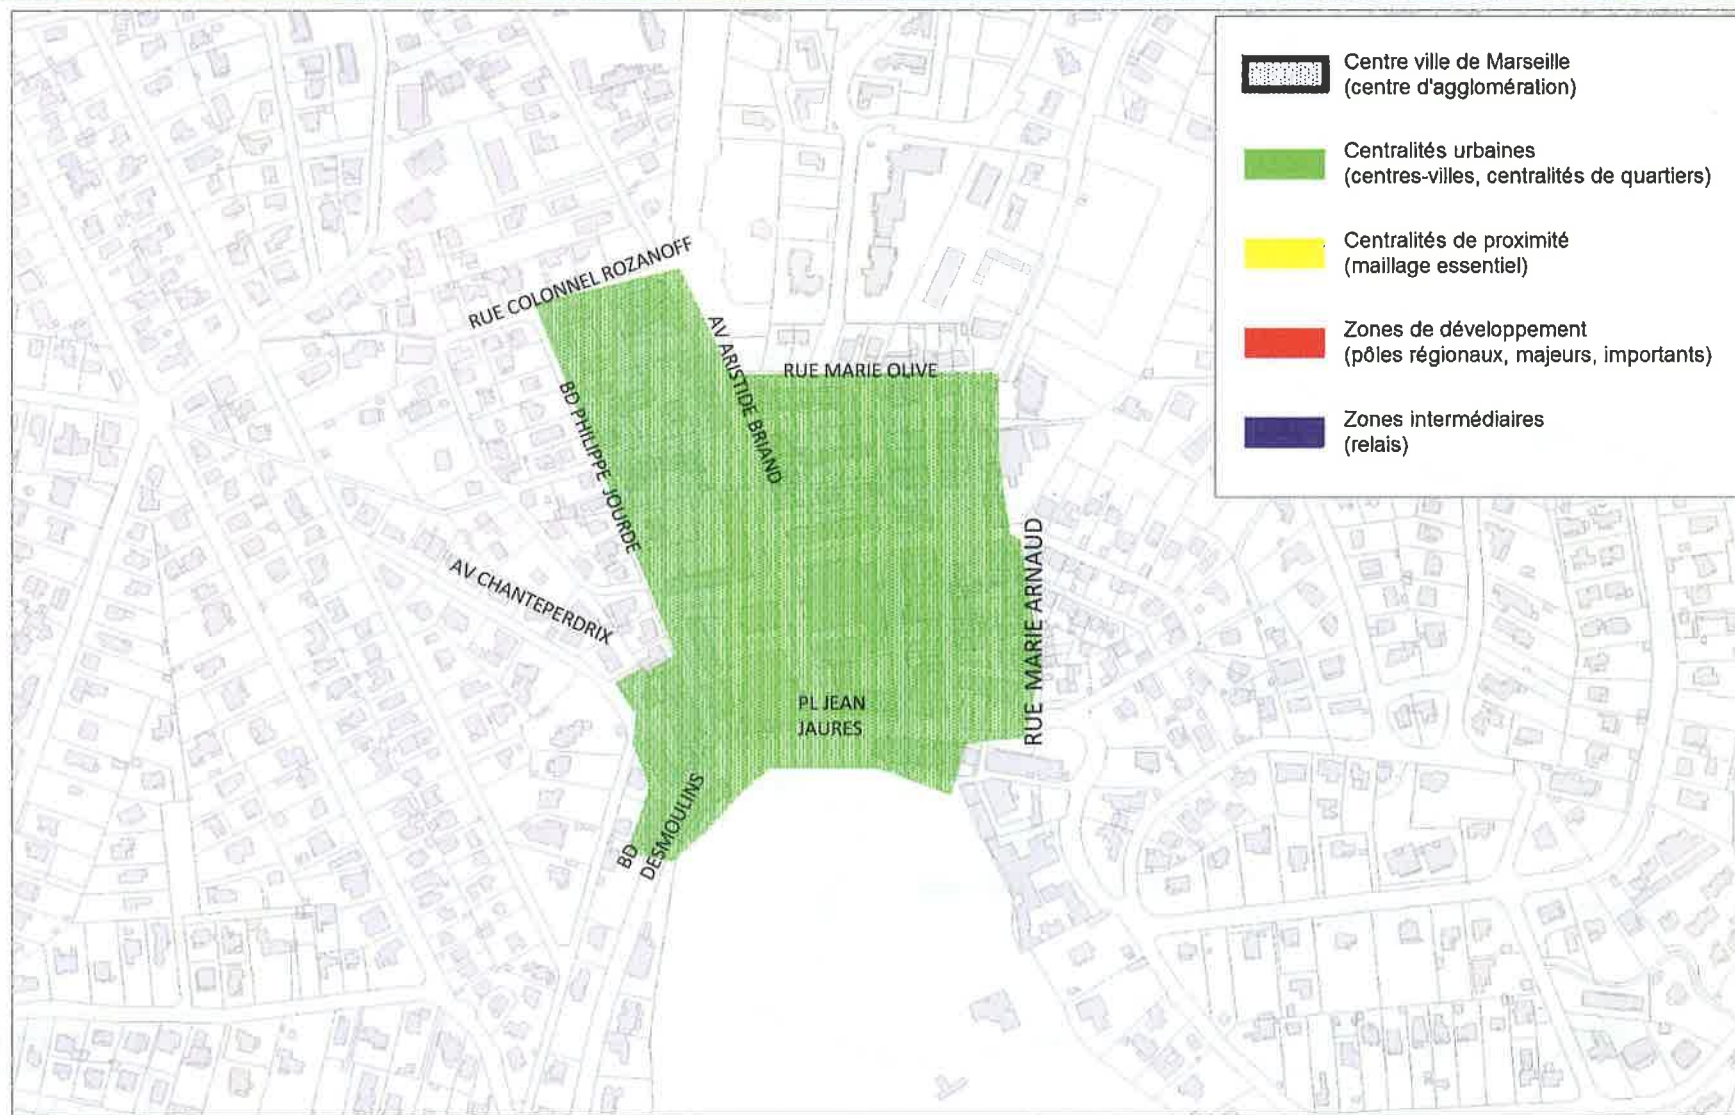 Centre ville de Marseille
(centre d'agglomération)
Centralités urbaines
(centres-villes, centralités de quartiers)
Centralités de proximité
(maillage essentiel)
Zones de développement
(pôles régionaux, majeurs, importants)
Zones intermédiaires
(relais)
RUE COLONNEL ROZANOFF
AV ARISTIDE BRIAND
RUE MARIE OLIVE
BD PHILIPPE JOURDE
AV CHANTEPERDRIX
RUE MARIE ARNAUD
PL JEAN
JAURES
BD
DESMOULINS